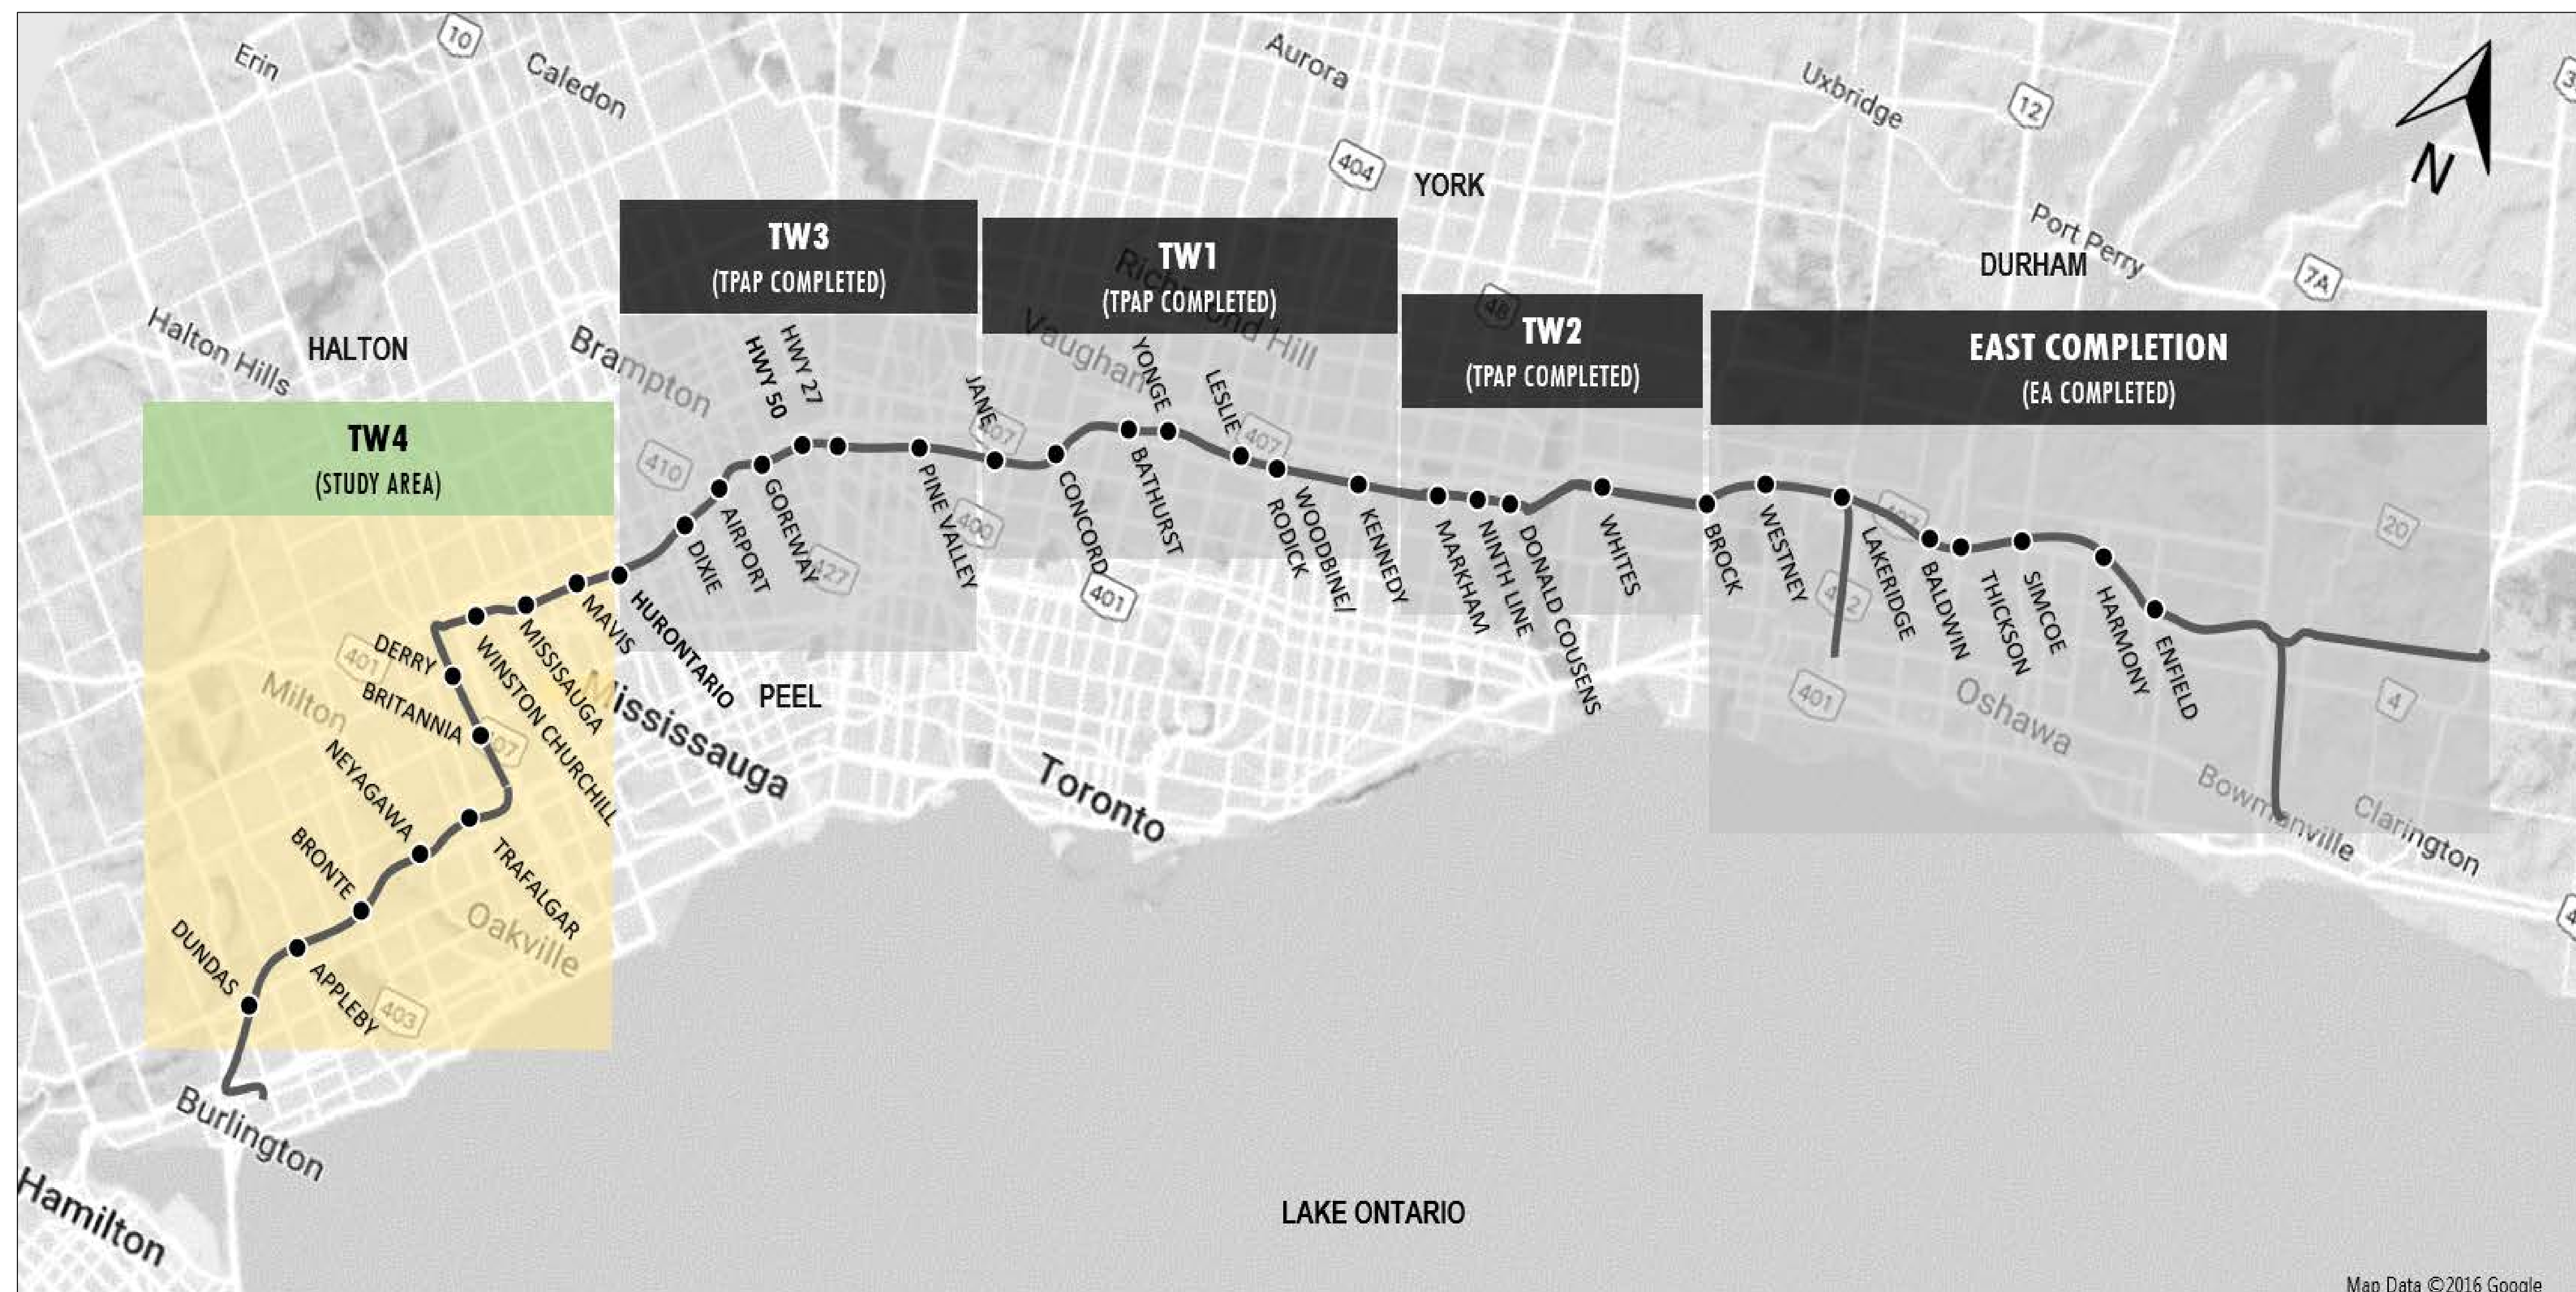 Erin
10
Caledon
Aurora
Uxbridge
12
404
YORK
N
Port Perry
DURHAM
7A
TW3
(TPAP COMPLETED)
TW1
(TPAP COMPLETED)
Richmond Hill
48
TW2
(TPAP COMPLETED)
EAST COMPLETION
(EA COMPLETED)
Halton Hills
HALTON
Brampton
Vaughan
TW4
(STUDY AREA)
HWY 50
HWY 27
JANE
407
YONGE
LESLIE
407
410
GOREWAY
AIRPORT
DIXIE
427
PINE VALLEY
400
CONCORD
401
BATHURST
RODICK
WOODBINE/
KENNEDY
MARKHAM
NINTH LINE
DONALD COUSENS
WHITES
BROCK
WESTNEY
LAKERIDGE
BALDWIN
THICKSON
SIMCOE
HARMONY
ENFIELD
20
4
401
Oshawa
Bowmanville
Clarington
HURONTARIO
MAVIS
MISSISSAUGA
WINSTON CHURCHILL
DERRY
401
BRITANNIA
Milton
Mississauga
PEEL
Toronto
NEYAGAWA
TRAFALGAR
BRONTE
Oakville
DUNDAS
APPLEBY
403
Burlington
Hamilton
LAKE ONTARIO
Map Data ©2016 Google